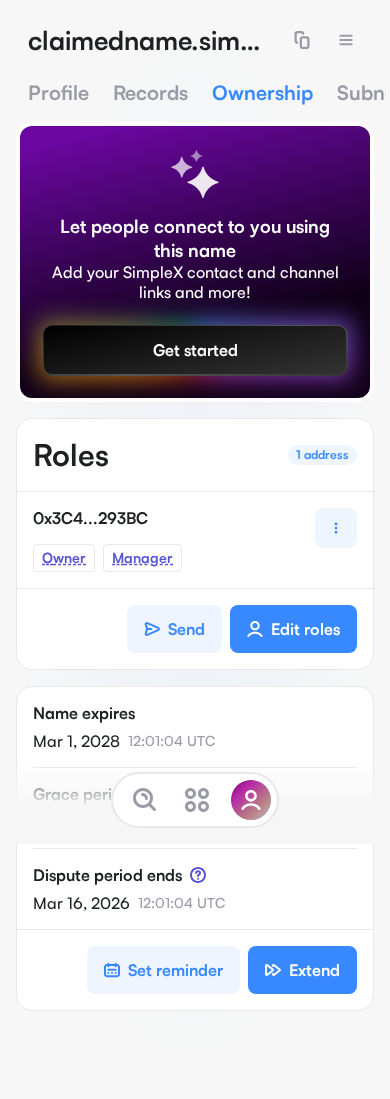 claimedname.sim...
Profile Records Ownership Subn
Let people connect to you using
this name
Add your SimpleX contact and channel
links and more!
Get started
Roles
1 address
0x3C4...293BC
Owner Manager
Send Edit roles
Name expires
Mar 1, 2028 12:01:04 UTC
Grace peri
Dispute period ends
Mar 16, 2026 12:01:04 UTC
Set reminder Extend